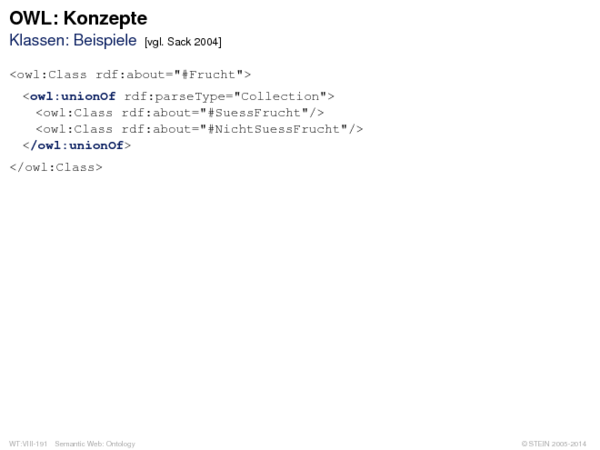 OWL: Konzepte
Klassen: Beispiele [vgl. Sack 2004]
<owl:Class rdf:about="#Frucht">
<owl:unionOf rdf:parseType="Collection">
<owl:Class rdf:about="#SuessFrucht"/>
<owl:Class rdf:about="#NichtSuessFrucht"/>
</owl:unionOf>
</owl:Class>
WT:VIII-191 Semantic Web: Ontology
© STEIN 2005-2014